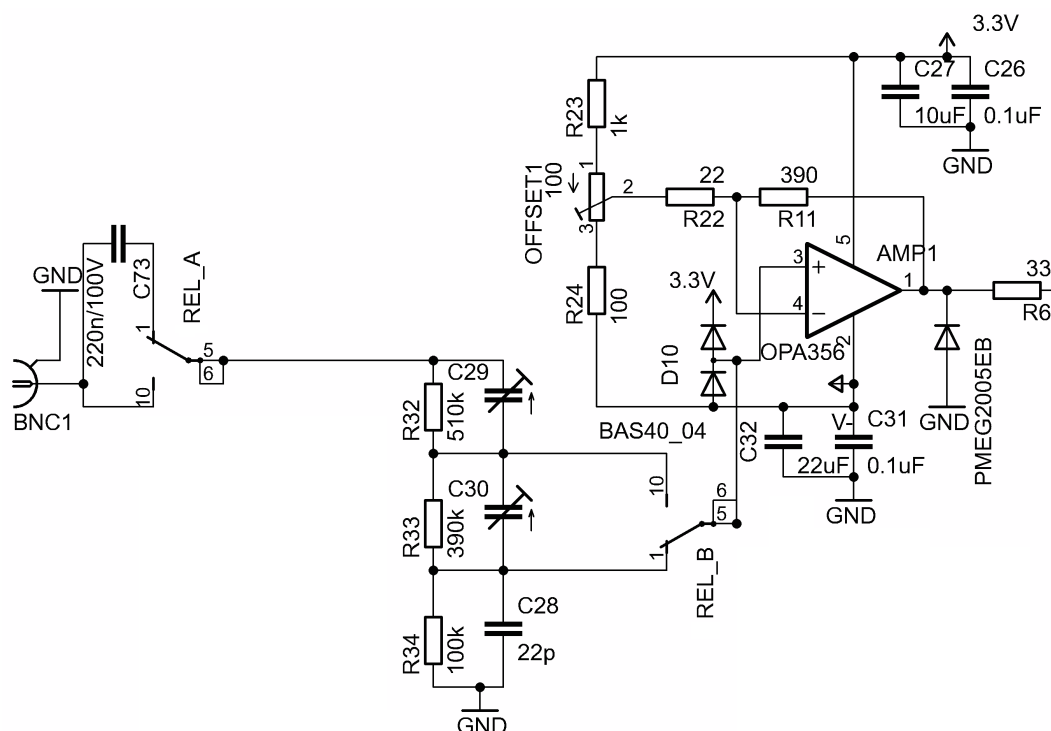 3.3V
C27
C26
10uF
0.1uF
GND
R23
1k
OFFSET1
100
1
2
3
22
R22
390
R11
R24
100
3
4
5
1
2
AMP1
OPA356
33
R6
3.3V
D10
BAS40_04
GND
PMEG2005EB
V-
C31
0.1uF
C32
22uF
GND
GND
C73
220n/100V
REL_A
1
10
5
6
BNC1
C29
R32
510k
C30
R33
390k
C28
22p
R34
100k
GND
10
1
6
5
REL_B